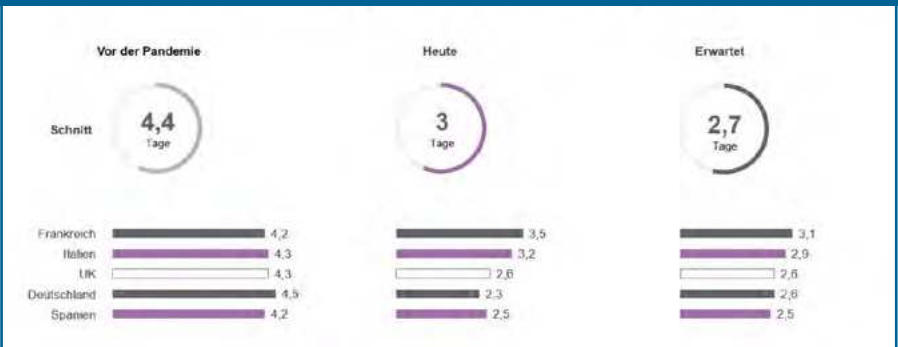 Vor der Pandemie Heute Erwartet
Schnitt 4,4 Tage 3 Tage 2,7 Tage
Frankreich 4,2 3,5 3,1
Italien 4,3 3,2 2,9
UK 4,3 2,6 2,6
Deutschland 4,5 2,3 2,6
Spanien 4,2 2,5 2,5